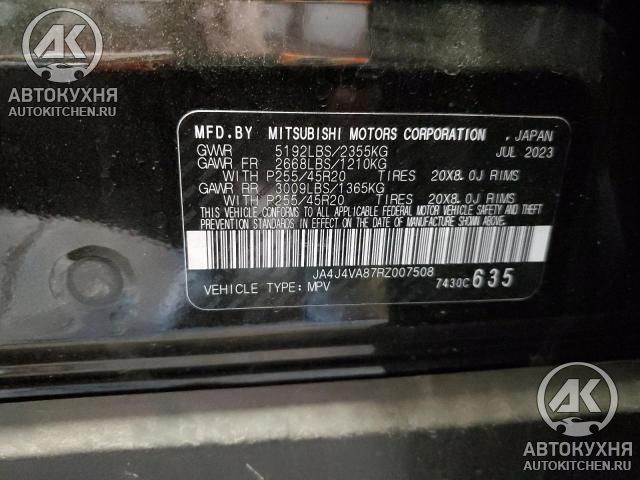 AK
АВТОКУХНЯ
AUTOKITCHEN.RU
MFD.BY MITSUBISHI MOTORS CORPORATION , JAPAN
GVWR 5192LBS/2355KG JUL 2023
GAWR FR 2668LBS/1210KG
WITH P255/45R20 TIRES 20X8.0J RIMS
GAWR RR 3009LBS/1365KG
WITH P255/45R20 TIRES 20X8.0J RIMS
THIS VEHICLE CONFORMS TO ALL APPLICABLE FEDERAL MOTOR VEHICLE SAFETY AND THEFT
PREVENTION STANDARDS IN EFFECT ON THE DATE OF MANUFACTURE SHOWN ABOVE.
JA4J4VA87RZ007508
VEHICLE TYPE: MPV 7430C 635
AK
АВТОКУХНЯ
AUTOKITCHEN.RU